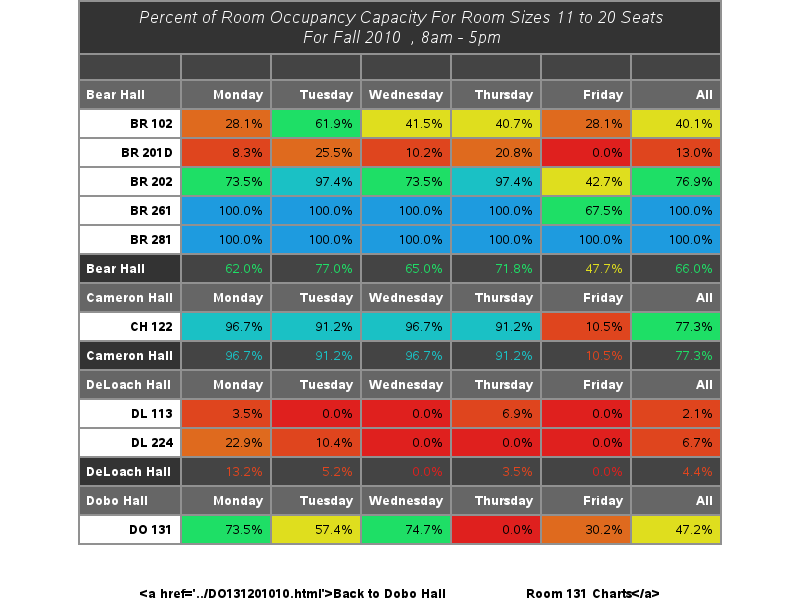 Percent of Room Occupancy Capacity For Room Sizes 11 to 20 Seats
For Fall 2010 , 8am - 5pm
Bear Hall Monday Tuesday Wednesday Thursday Friday All
BR 102 28.1% 61.9% 41.5% 40.7% 28.1% 40.1%
BR 201D 8.3% 25.5% 10.2% 20.8% 0.0% 13.0%
BR 202 73.5% 97.4% 73.5% 97.4% 42.7% 76.9%
BR 261 100.0% 100.0% 100.0% 100.0% 67.5% 100.0%
BR 281 100.0% 100.0% 100.0% 100.0% 100.0% 100.0%
Bear Hall 62.0% 77.0% 65.0% 71.8% 47.7% 66.0%
Cameron Hall Monday Tuesday Wednesday Thursday Friday All
CH 122 96.7% 91.2% 96.7% 91.2% 10.5% 77.3%
Cameron Hall 96.7% 91.2% 96.7% 91.2% 10.5% 77.3%
DeLoach Hall Monday Tuesday Wednesday Thursday Friday All
DL 113 3.5% 0.0% 0.0% 6.9% 0.0% 2.1%
DL 224 22.9% 10.4% 0.0% 0.0% 0.0% 6.7%
DeLoach Hall 13.2% 5.2% 0.0% 3.5% 0.0% 4.4%
Dobo Hall Monday Tuesday Wednesday Thursday Friday All
DO 131 73.5% 57.4% 74.7% 0.0% 30.2% 47.2%
<a href='../DO131201010.html'>Back to Dobo Hall Room 131 Charts</a>